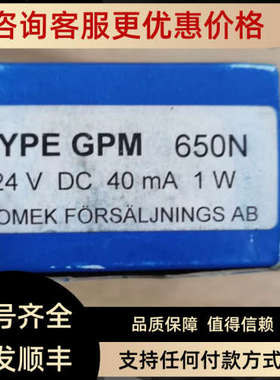 咨询客服更优惠价格
YPE GPM 650N
24 V DC 40 mA 1 W
OMEK FÖRSÄLJNINGS AB
号齐全
品质保障 值得信赖
发顺丰
支持任何付款方式